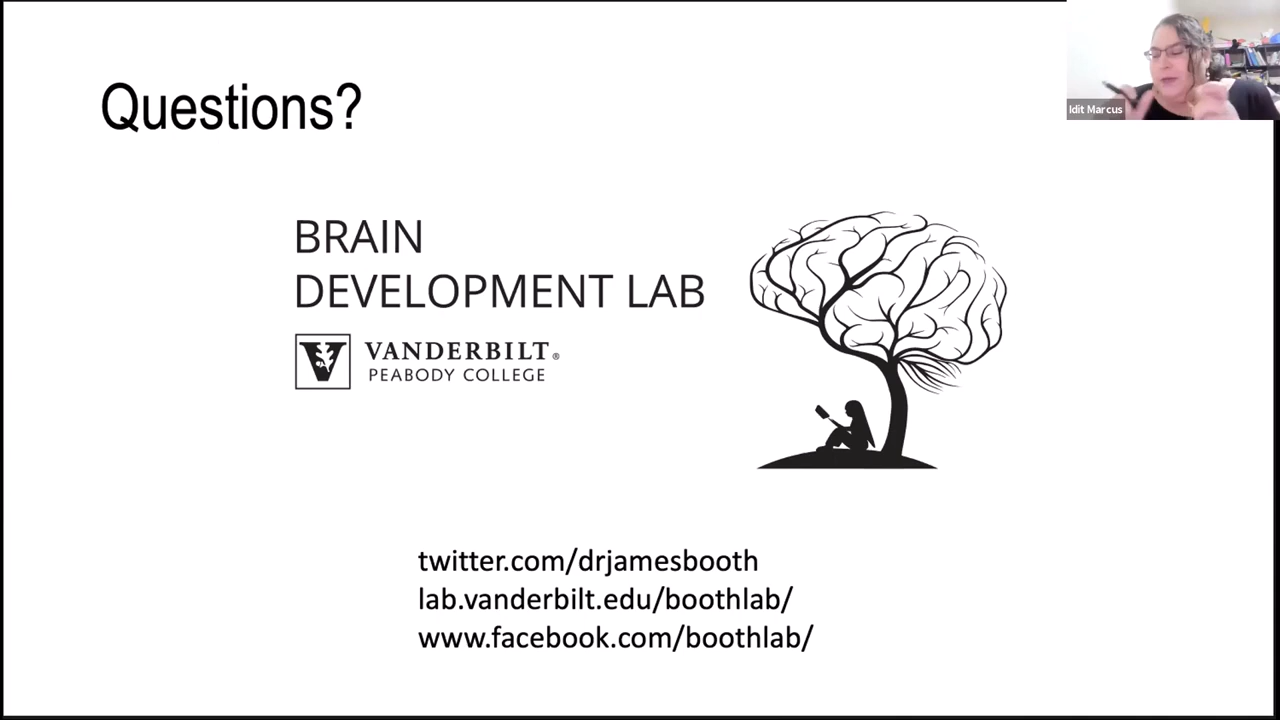 Questions?
Idit Marcus
BRAIN
DEVELOPMENT LAB
V
VANDERBILT®
PEABODY COLLEGE
twitter.com/drjamesbooth
lab.vanderbilt.edu/boothlab/
www.facebook.com/boothlab/